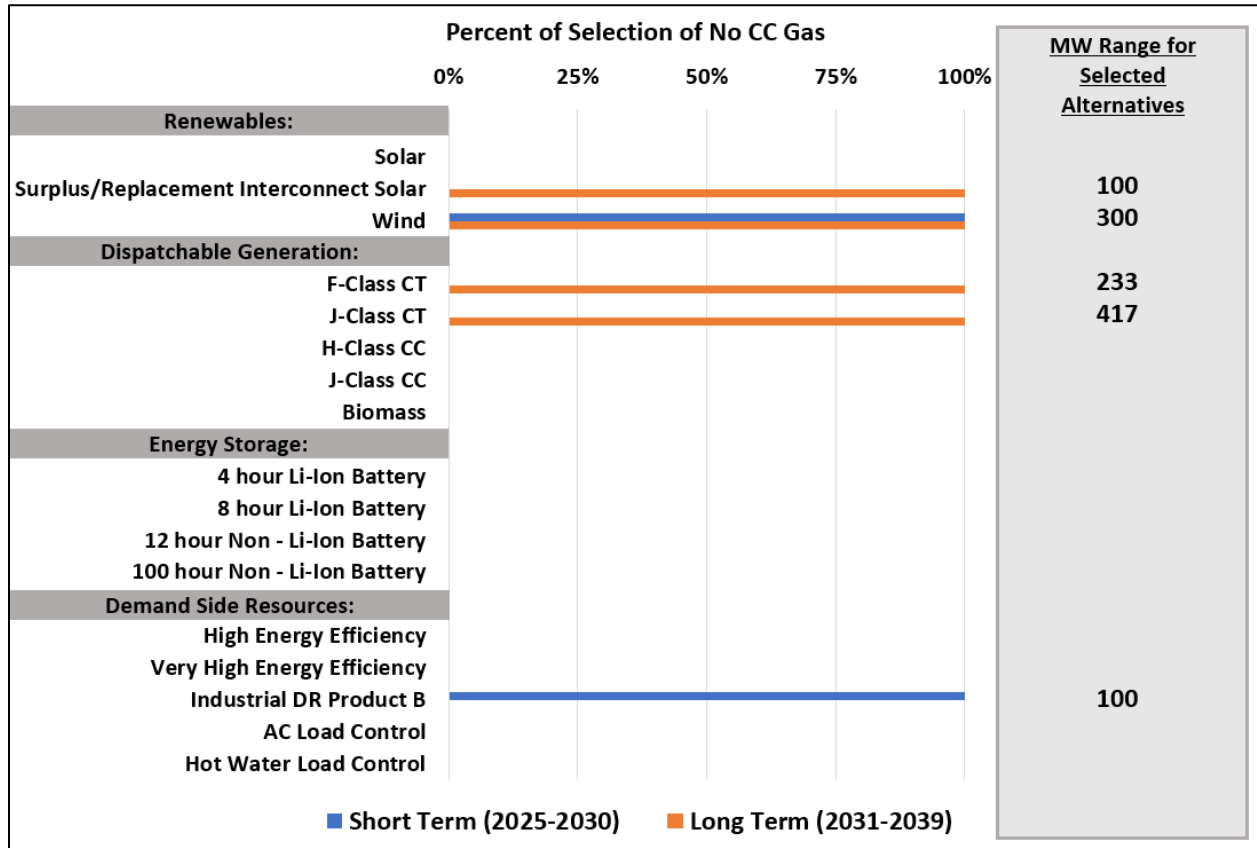 Percent of Selection of No CC Gas
0% 25% 50% 75% 100%
MW Range for
Selected
Alternatives
Renewables:
Solar
Surplus/Replacement Interconnect Solar 100
Wind 300
Dispatchable Generation:
F-Class CT 233
J-Class CT 417
H-Class CC
J-Class CC
Biomass
Energy Storage:
4 hour Li-Ion Battery
8 hour Li-Ion Battery
12 hour Non - Li-Ion Battery
100 hour Non - Li-Ion Battery
Demand Side Resources:
High Energy Efficiency
Very High Energy Efficiency
Industrial DR Product B 100
AC Load Control
Hot Water Load Control
Short Term (2025-2030) Long Term (2031-2039)